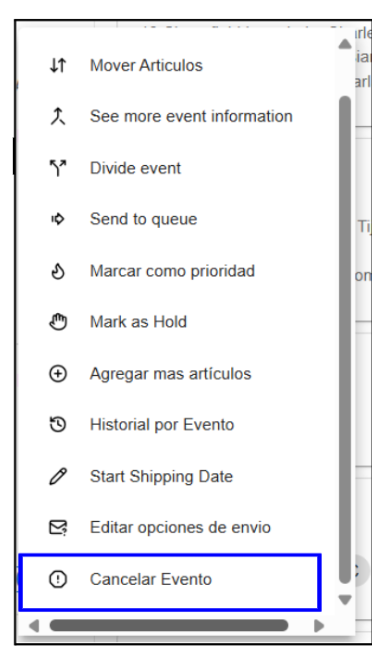 Mover Articulos
See more event information
Divide event
Send to queue
Marcar como prioridad
Mark as Hold
Agregar mas artículos
Historial por Evento
Start Shipping Date
Editar opciones de envio
Cancelar Evento